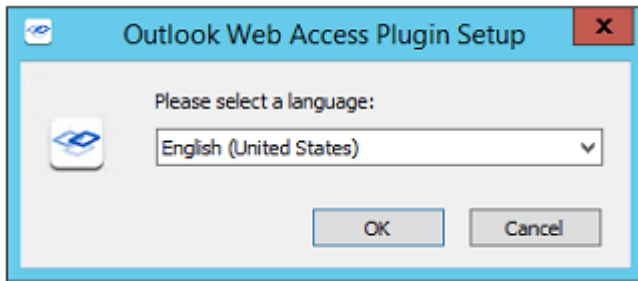 Outlook Web Access Plugin Setup
x
Please select a language:
English (United States)
OK Cancel